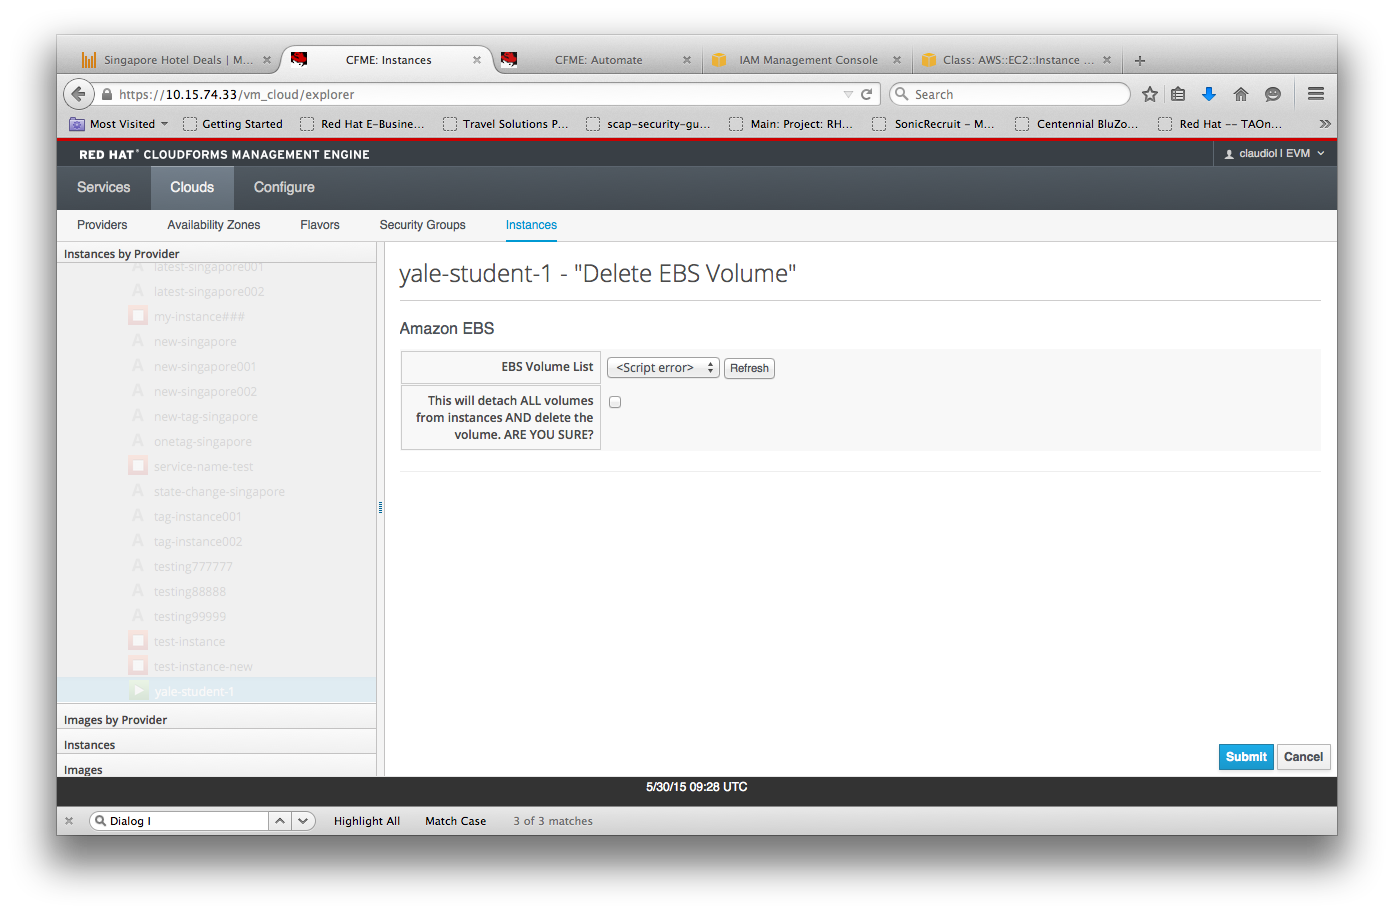 Singapore Hotel Deals | M...
CFME: Instances
CFME: Automate
IAM Management Console
Class: AWS::EC2::Instance ...
https://10.15.74.33/vm_cloud/explorer
Search
Most Visited
Getting Started
Red Hat E-Busine...
Travel Solutions P...
scap-security-gu...
Main: Project: RH...
SonicRecruit - M...
Centennial BluZo...
Red Hat -- TAOn...
RED HAT® CLOUDFORMS MANAGEMENT ENGINE
claudiol | EVM
Services
Clouds
Configure
Providers
Availability Zones
Flavors
Security Groups
Instances
Instances by Provider
latest-singapore001
latest-singapore002
my-instance###
new-singapore
new-singapore001
new-singapore002
new-tag-singapore
onetag-singapore
service-name-test
state-change-singapore
tag-instance001
tag-instance002
testing777777
testing88888
testing99999
test-instance
test-instance-new
yale-student-1
Images by Provider
Instances
Images
yale-student-1 - "Delete EBS Volume"
Amazon EBS
EBS Volume List
<Script error>
Refresh
This will detach ALL volumes
from instances AND delete the
volume. ARE YOU SURE?
Submit
Cancel
5/30/15 09:28 UTC
Dialog I
Highlight All
Match Case
3 of 3 matches